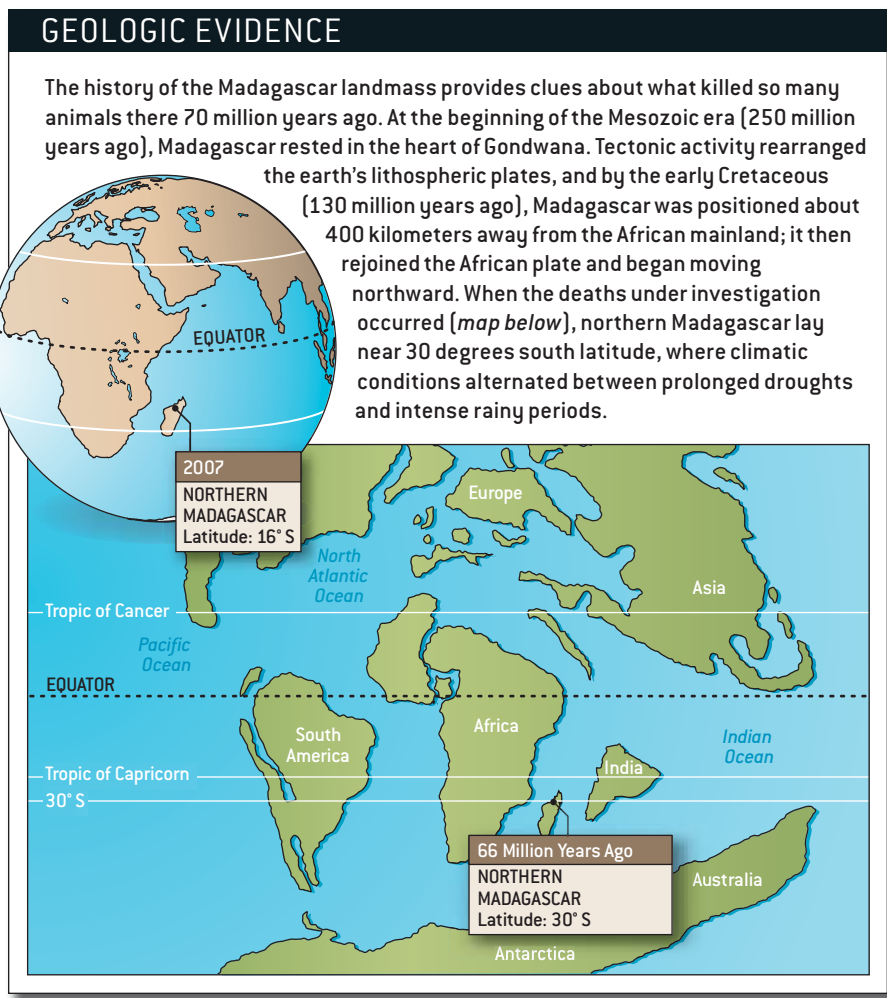 GEOLOGIC EVIDENCE
The history of the Madagascar landmass provides clues about what killed so many
animals there 70 million years ago. At the beginning of the Mesozoic era (250 million
years ago), Madagascar rested in the heart of Gondwana. Tectonic activity rearranged
the earth's lithospheric plates, and by the early Cretaceous
(130 million years ago), Madagascar was positioned about
400 kilometers away from the African mainland; it then
rejoined the African plate and began moving
northward. When the deaths under investigation
occurred (map below), northern Madagascar lay
near 30 degrees south latitude, where climatic
conditions alternated between prolonged droughts
and intense rainy periods.
EQUATOR
2007
NORTHERN
MADAGASCAR
Latitude: 16° S
Europe
North
Atlantic
Ocean
Asia
Tropic of Cancer
Pacific
Ocean
EQUATOR
South
America
Africa
Indian
Ocean
India
Tropic of Capricorn
30° S
66 Million Years Ago
NORTHERN
MADAGASCAR
Latitude: 30° S
Australia
Antarctica